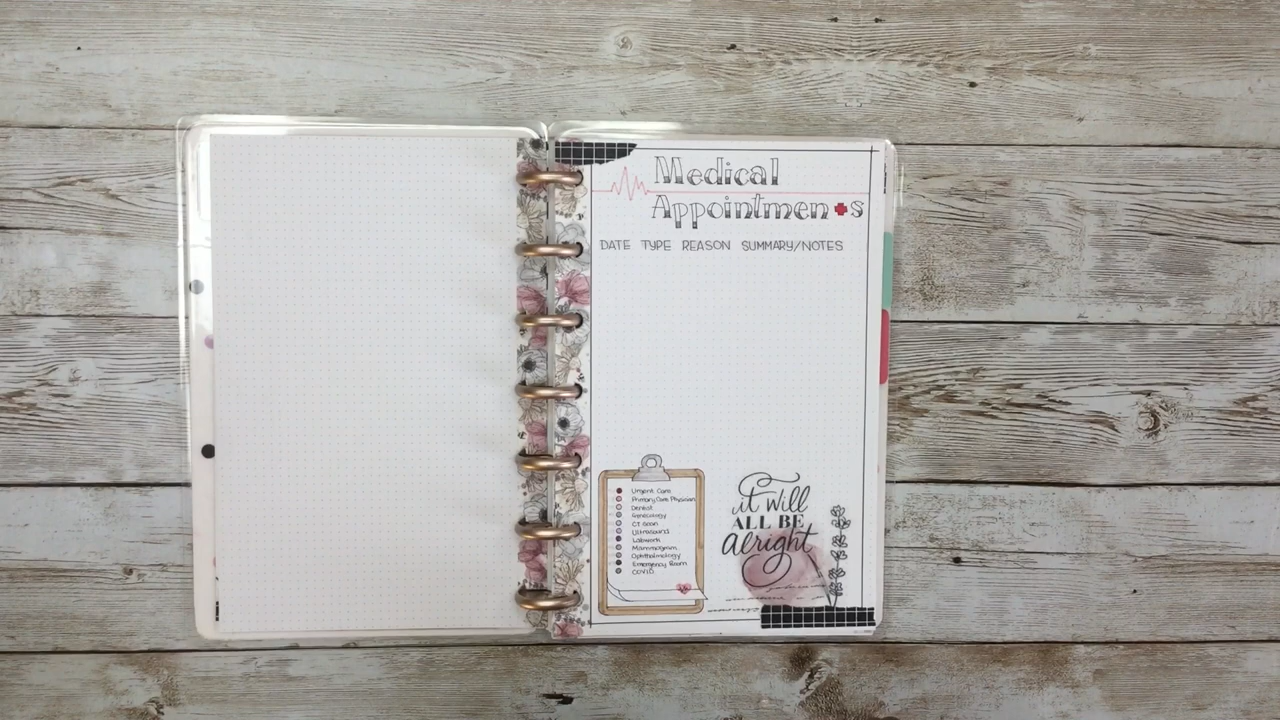 Medical
Appointmen✚s
DATE TYPE REASON SUMMARY/NOTES
Urgent Care
Primary Care Physician
Dentist
Gynecology
CT Scan
Ultrasound
Labwork
Mammogram
Ophthalmology
Emergency Room
COVID
it will
ALL BE
alright